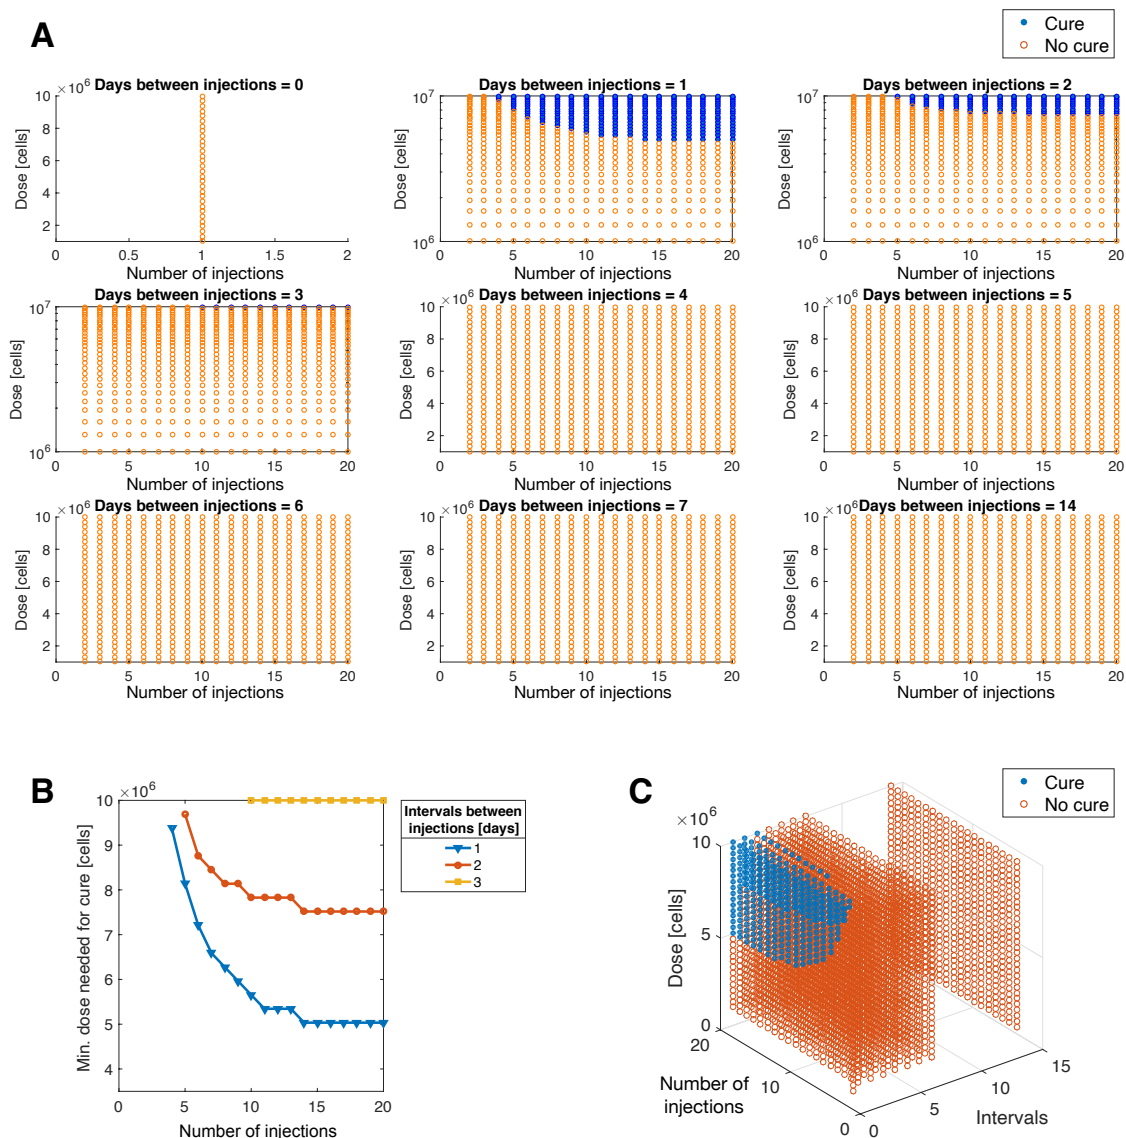 A
Cure
No cure
Days between injections = 0
×10^6
10
8
6
4
2
Dose [cells]
0 0.5 1 1.5 2
Number of injections
Days between injections = 1
10^7
10^6
Dose [cells]
0 5 10 15 20
Number of injections
Days between injections = 2
10^7
10^6
Dose [cells]
0 5 10 15 20
Number of injections
Days between injections = 3
10^7
10^6
Dose [cells]
0 5 10 15 20
Number of injections
Days between injections = 4
×10^6
10
8
6
4
2
Dose [cells]
0 5 10 15 20
Number of injections
Days between injections = 5
×10^6
10
8
6
4
2
Dose [cells]
0 5 10 15 20
Number of injections
Days between injections = 6
×10^6
10
8
6
4
2
Dose [cells]
0 5 10 15 20
Number of injections
Days between injections = 7
×10^6
10
8
6
4
2
Dose [cells]
0 5 10 15 20
Number of injections
Days between injections = 14
×10^6
10
8
6
4
2
Dose [cells]
0 5 10 15 20
Number of injections
B
×10^6
10
9
8
7
6
5
4
Min. dose needed for cure [cells]
0 5 10 15 20
Number of injections
Intervals between
injections [days]
1
2
3
C
Cure
No cure
×10^6
10
5
0
Dose [cells]
20
10
0
Number of
injections
0
5
10
15
Intervals